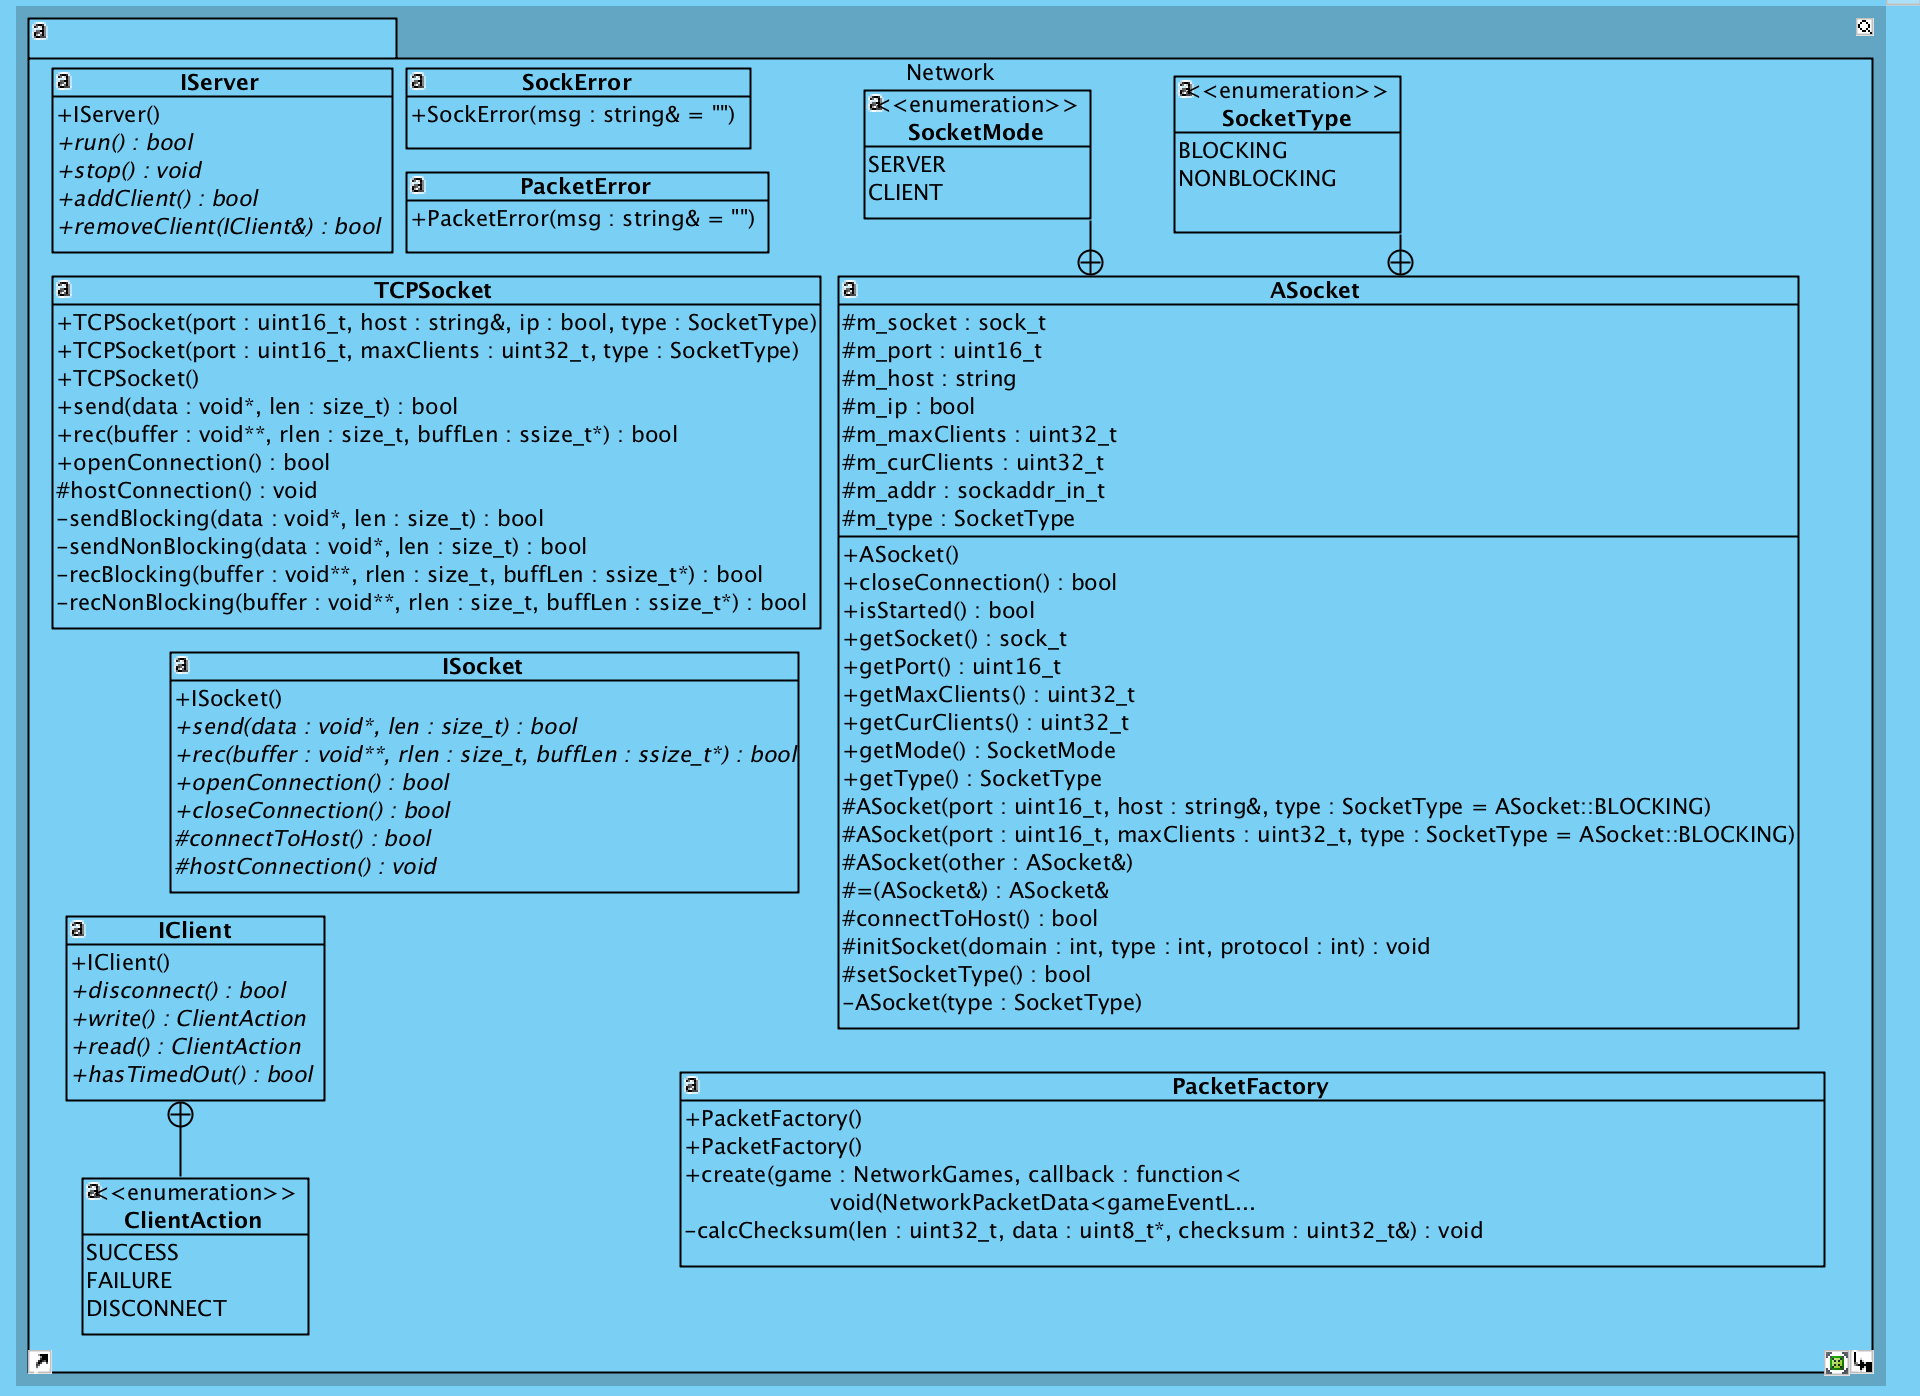 Network
IServer
+IServer()
+run() : bool
+stop() : void
+addClient() : bool
+removeClient(IClient&) : bool
SockError
+SockError(msg : string& = "")
PacketError
+PacketError(msg : string& = "")
<<enumeration>>
SocketMode
SERVER
CLIENT
<<enumeration>>
SocketType
BLOCKING
NONBLOCKING
TCPSocket
+TCPSocket(port : uint16_t, host : string&, ip : bool, type : SocketType)
+TCPSocket(port : uint16_t, maxClients : uint32_t, type : SocketType)
+TCPSocket()
+send(data : void*, len : size_t) : bool
+rec(buffer : void**, rlen : size_t, buffLen : ssize_t*) : bool
+openConnection() : bool
#hostConnection() : void
-sendBlocking(data : void*, len : size_t) : bool
-sendNonBlocking(data : void*, len : size_t) : bool
-recBlocking(buffer : void**, rlen : size_t, buffLen : ssize_t*) : bool
-recNonBlocking(buffer : void**, rlen : size_t, buffLen : ssize_t*) : bool
ASocket
#m_socket : sock_t
#m_port : uint16_t
#m_host : string
#m_ip : bool
#m_maxClients : uint32_t
#m_curClients : uint32_t
#m_addr : sockaddr_in_t
#m_type : SocketType
+ASocket()
+closeConnection() : bool
+isStarted() : bool
+getSocket() : sock_t
+getPort() : uint16_t
+getMaxClients() : uint32_t
+getCurClients() : uint32_t
+getMode() : SocketMode
+getType() : SocketType
#ASocket(port : uint16_t, host : string&, type : SocketType = ASocket::BLOCKING)
#ASocket(port : uint16_t, maxClients : uint32_t, type : SocketType = ASocket::BLOCKING)
#ASocket(other : ASocket&)
#=(ASocket&) : ASocket&
#connectToHost() : bool
#initSocket(domain : int, type : int, protocol : int) : void
#setSocketType() : bool
-ASocket(type : SocketType)
ISocket
+ISocket()
+send(data : void*, len : size_t) : bool
+rec(buffer : void**, rlen : size_t, buffLen : ssize_t*) : bool
+openConnection() : bool
+closeConnection() : bool
#connectToHost() : bool
#hostConnection() : void
IClient
+IClient()
+disconnect() : bool
+write() : ClientAction
+read() : ClientAction
+hasTimedOut() : bool
<<enumeration>>
ClientAction
SUCCESS
FAILURE
DISCONNECT
PacketFactory
+PacketFactory()
+PacketFactory()
+create(game : NetworkGames, callback : function<
void(NetworkPacketData<gameEventL...
-calcChecksum(len : uint32_t, data : uint8_t*, checksum : uint32_t&) : void